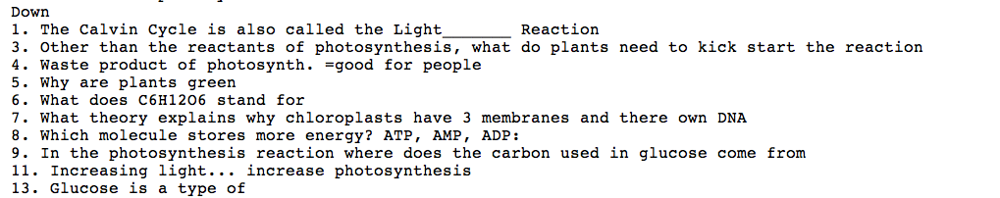 Down
1. The Calvin Cycle is also called the Light_______ Reaction
3. Other than the reactants of photosynthesis, what do plants need to kick start the reaction
4. Waste product of photosynth. =good for people
5. Why are plants green
6. What does C6H12O6 stand for
7. What theory explains why chloroplasts have 3 membranes and there own DNA
8. Which molecule stores more energy? ATP, AMP, ADP:
9. In the photosynthesis reaction where does the carbon used in glucose come from
11. Increasing light... increase photosynthesis
13. Glucose is a type of